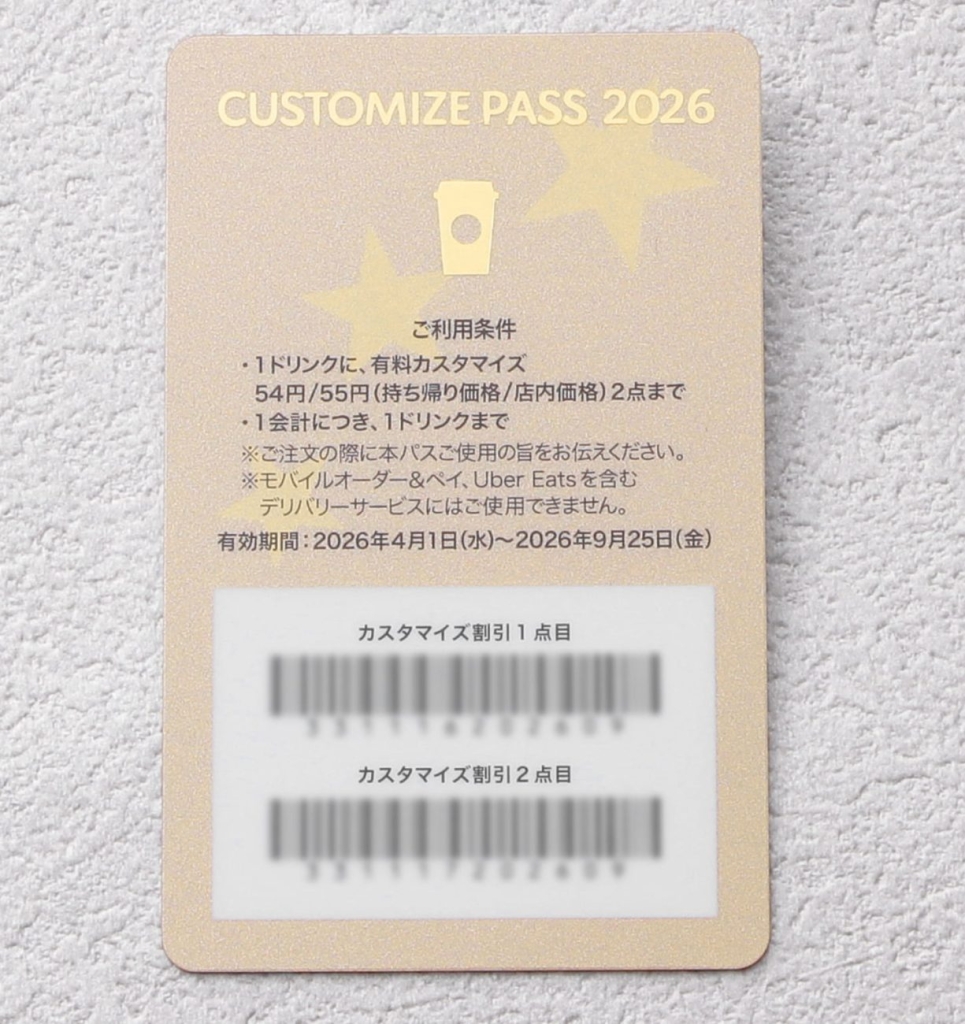 CUSTOMIZE PASS 2026
ご利用条件
・1ドリンクに、有料カスタマイズ
54円/55円(持ち帰り価格/店内価格)2点まで
・1会計につき、1ドリンクまで
※ご注文の際に本パスご使用の旨をお伝えください。
※モバイルオーダー&ペイ、Uber Eatsを含む
デリバリーサービスにはご使用できません。
有効期間:2026年4月1日(水)〜2026年9月25日(金)
カスタマイズ割引1点目
カスタマイズ割引2点目